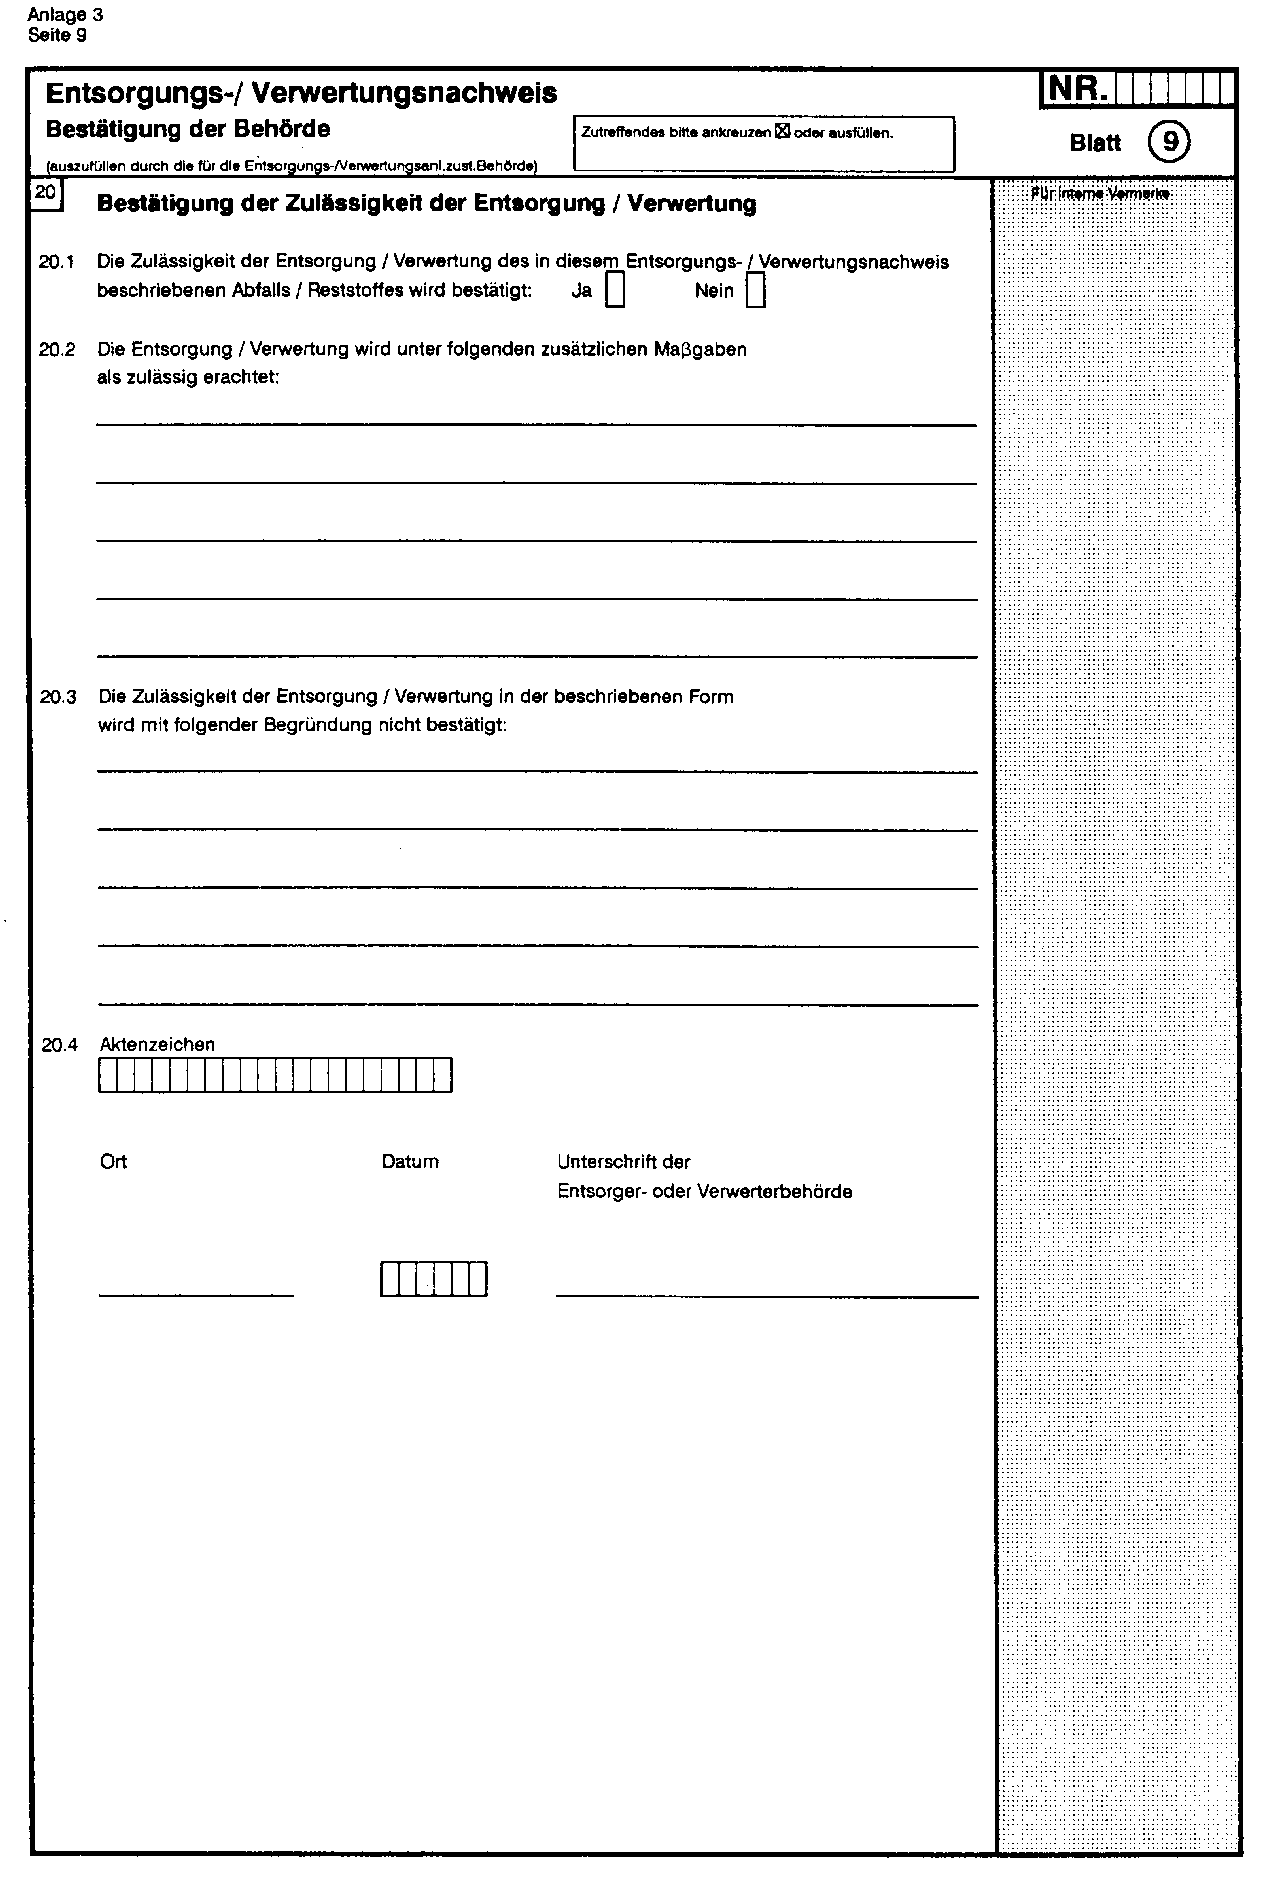 Anlage 3
Seite 9
Entsorgungs-/ Verwertungsnachweis
NR.
Bestätigung der Behörde
Zutreffendes bitte ankreuzen ☒ oder ausfüllen.
Blatt 9
(auszufüllen durch die für die Entsorgungs-/Verwertungsanl.zust.Behörde)
20
Bestätigung der Zulässigkeit der Entsorgung / Verwertung
Für interne Vermerke
20.1 Die Zulässigkeit der Entsorgung / Verwertung des in diesem Entsorgungs- / Verwertungsnachweis
beschriebenen Abfalls / Reststoffes wird bestätigt: Ja Nein
20.2 Die Entsorgung / Verwertung wird unter folgenden zusätzlichen Maßgaben
als zulässig erachtet:
20.3 Die Zulässigkeit der Entsorgung / Verwertung in der beschriebenen Form
wird mit folgender Begründung nicht bestätigt:
20.4 Aktenzeichen
Ort Datum Unterschrift der
Entsorger- oder Verwerterbehörde